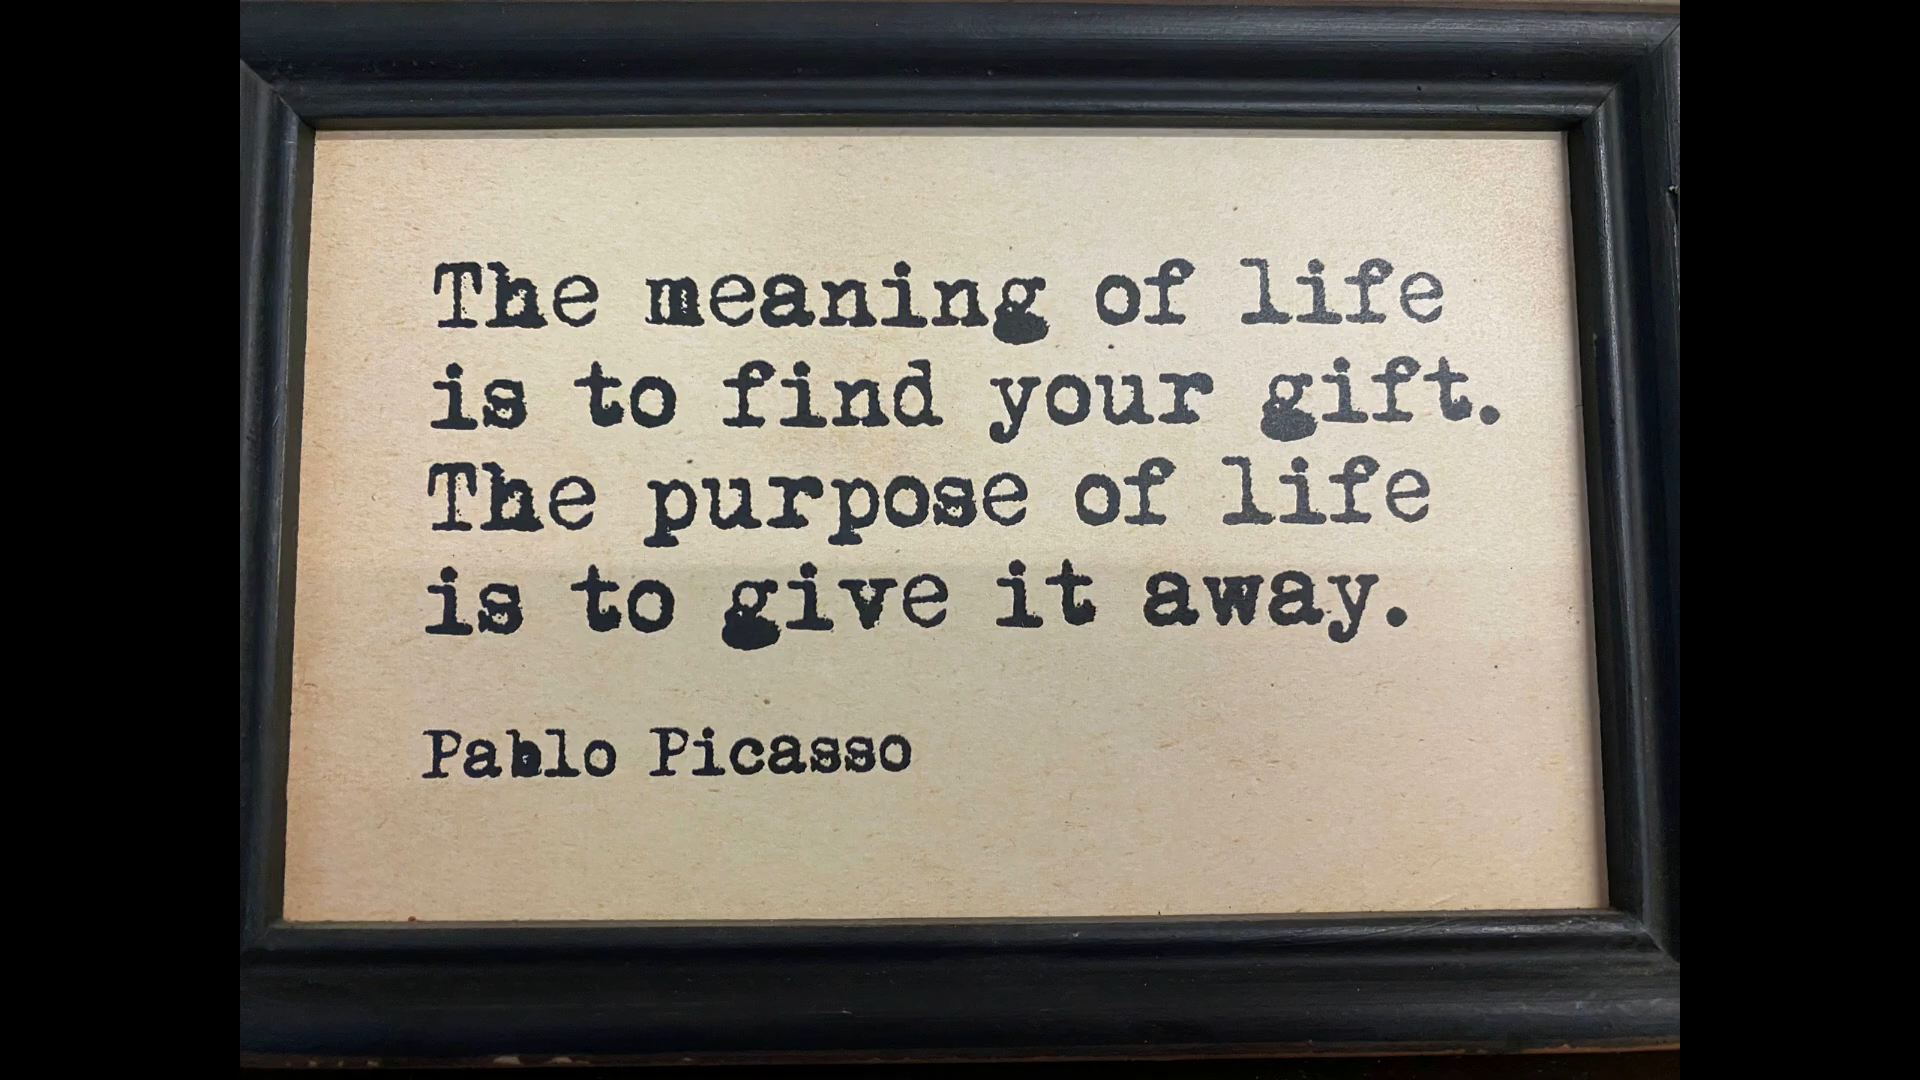 The meaning of life
is to find your gift.
The purpose of life
is to give it away.
Pablo Picasso